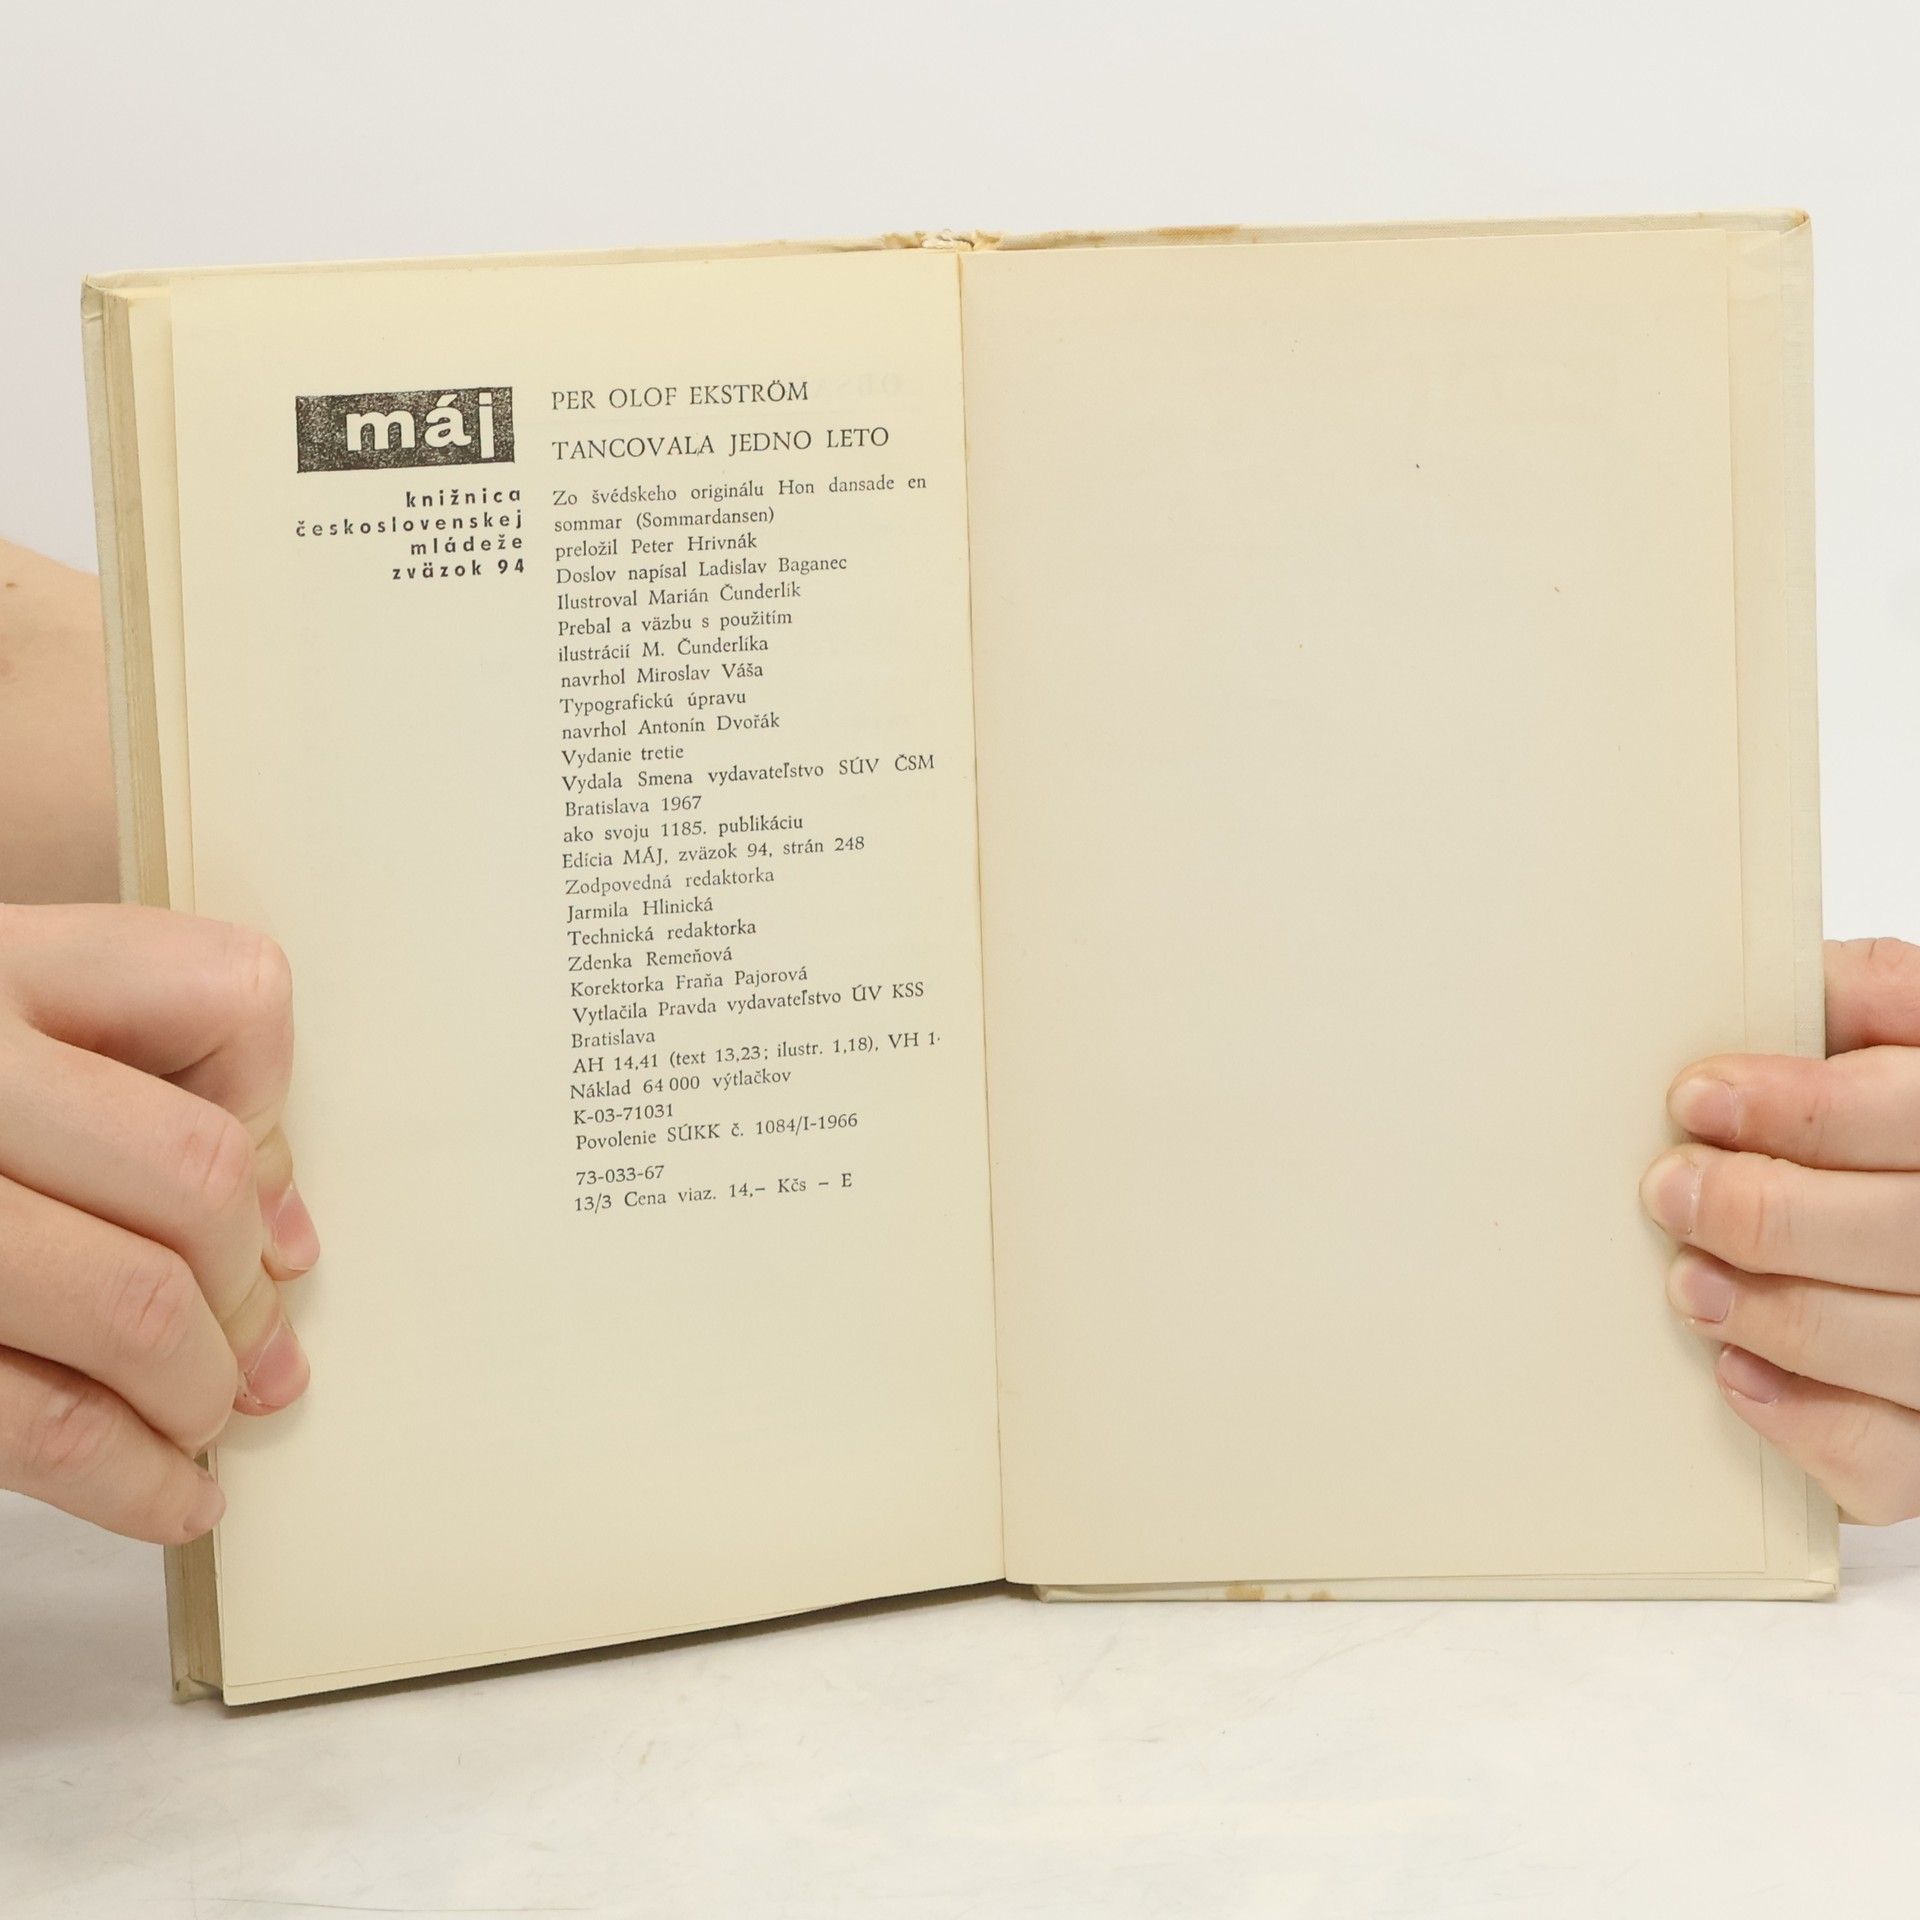 máj
knižnica
československej
mládeže
zväzok 94
PER OLOF EKSTRÖM
TANCOVALA JEDNO LETO
Zo švédskeho originálu Hon dansade en
sommar (Sommardansen)
preložil Peter Hrivnák
Doslov napísal Ladislav Baganec
Ilustroval Marián Čunderlík
Prebal a väzbu s použitím
ilustrácií M. Čunderlíka
navrhol Miroslav Váša
Typografickú úpravu
navrhol Antonín Dvořák
Vydanie tretie
Vydala Smena vydavateľstvo SÚV ČSM
Bratislava 1967
ako svoju 1185. publikáciu
Edícia MÁJ, zväzok 94, strán 248
Zodpovedná redaktorka
Jarmila Hlinická
Technická redaktorka
Zdenka Remeňová
Korektorka Fraňa Pajorová
Vytlačila Pravda vydavateľstvo ÚV KSS
Bratislava
AH 14,41 (text 13,23; ilustr. 1,18), VH 1·
Náklad 64 000 výtlačkov
K-03-71031
Povolenie SÚKK č. 1084/I-1966
73-033-67
13/3 Cena viaz. 14,– Kčs – E